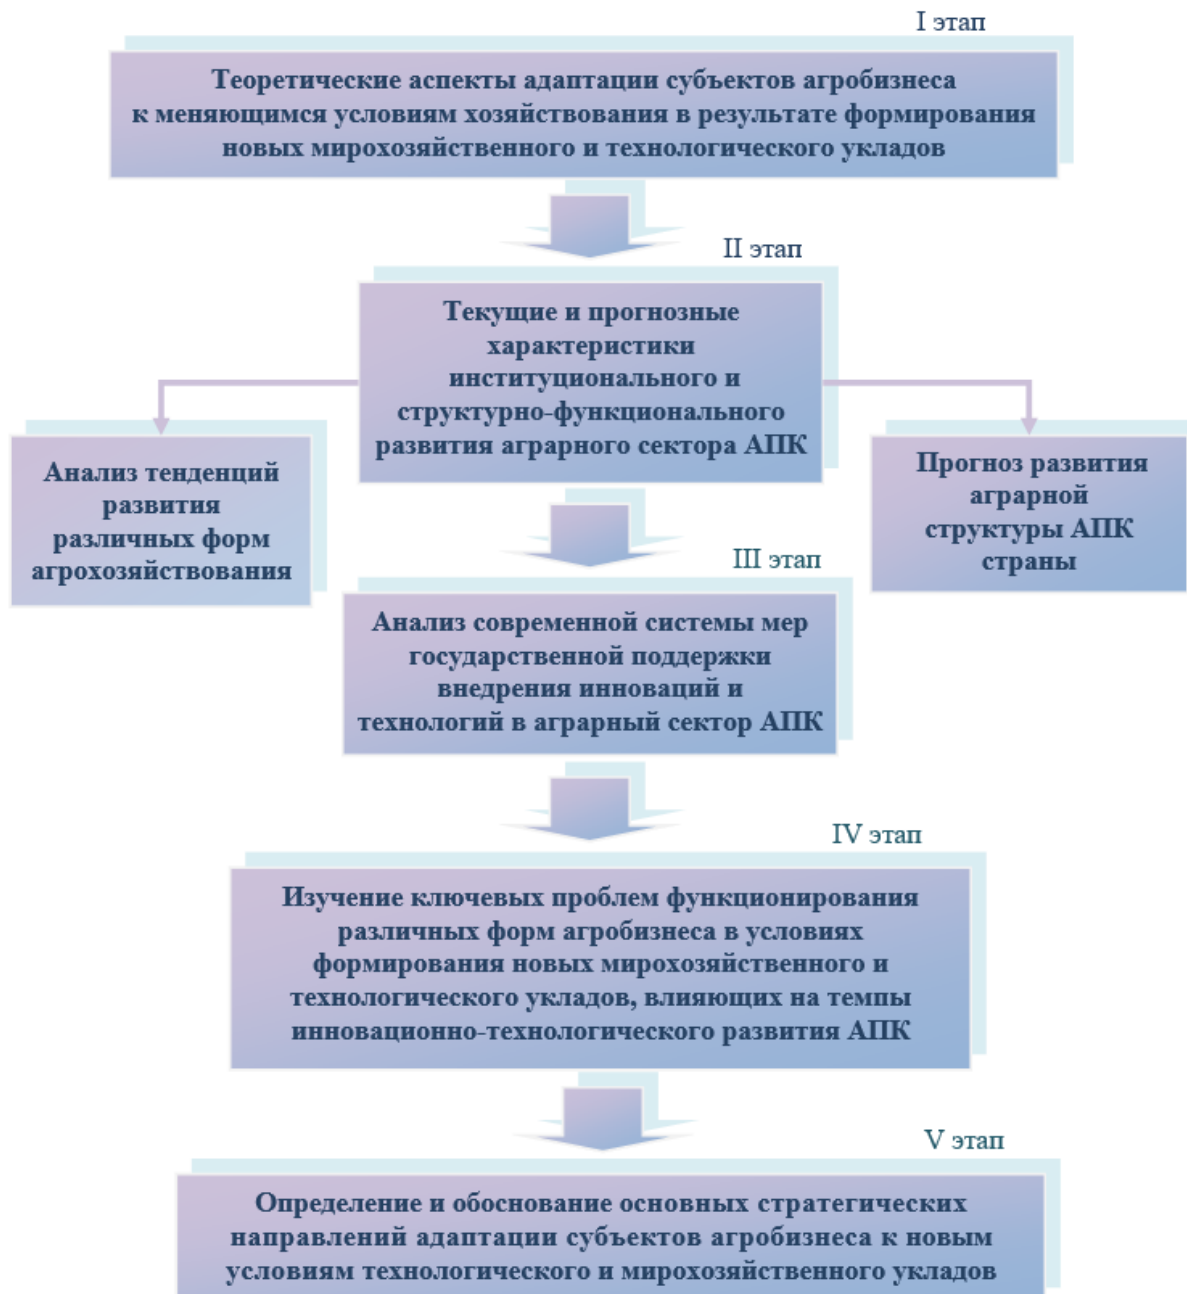 I этап
Теоретические аспекты адаптации субъектов агробизнеса
к меняющимся условиям хозяйствования в результате формирования
новых мирохозяйственного и технологического укладов
II этап
Текущие и прогнозные
характеристики
институционального и
структурно-функционального
развития аграрного сектора АПК
Анализ тенденций
развития
различных форм
агрохозяйствования
Прогноз развития
аграрной
структуры АПК
страны
III этап
Анализ современной системы мер
государственной поддержки
внедрения инноваций и
технологий в аграрный сектор АПК
IV этап
Изучение ключевых проблем функционирования
различных форм агробизнеса в условиях
формирования новых мирохозяйственного и
технологического укладов, влияющих на темпы
инновационно-технологического развития АПК
V этап
Определение и обоснование основных стратегических
направлений адаптации субъектов агробизнеса к новым
условиям технологического и мирохозяйственного укладов